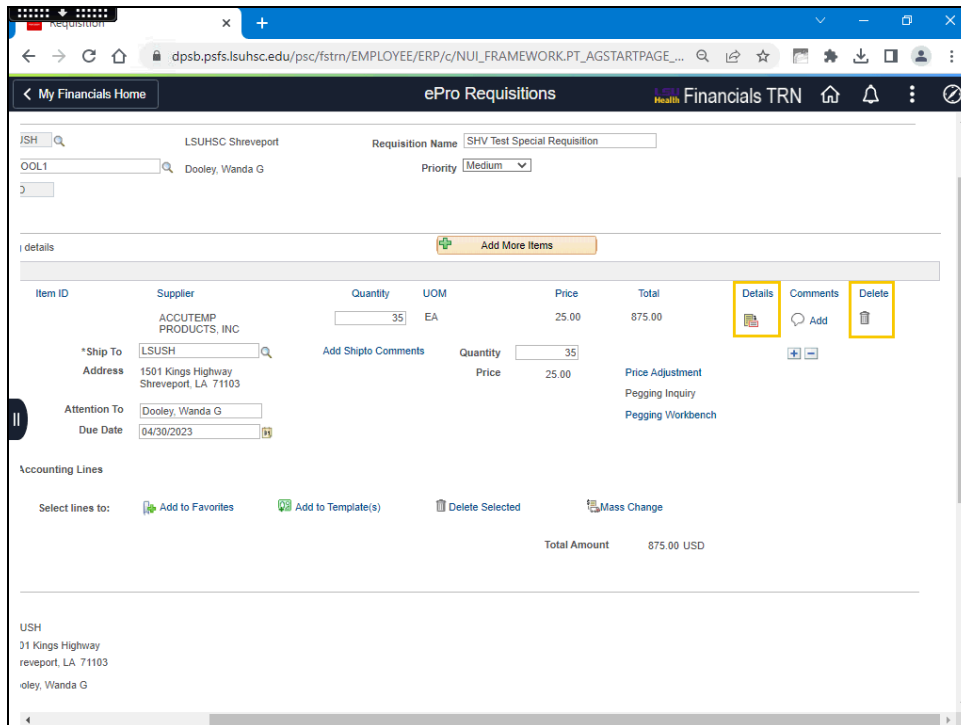 Requisition
dpsb.psfs.lsuhsc.edu/psc/fstrn/EMPLOYEE/ERP/c/NUI_FRAMEWORK.PT_AGSTARTPAGE_...
My Financials Home
ePro Requisitions
LSU Health Financials TRN
JSH
LSUHSC Shreveport
Requisition Name SHV Test Special Requisition
OOL1
Dooley, Wanda G
Priority Medium
details
Add More Items
Item ID Supplier Quantity UOM Price Total Details Comments Delete
ACCUTEMP PRODUCTS, INC 35 EA 25.00 875.00 Add
*Ship To LSUSH Add Shipto Comments Quantity 35
Address 1501 Kings Highway Price 25.00 Price Adjustment
Shreveport, LA 71103
Pegging Inquiry
Attention To Dooley, Wanda G Pegging Workbench
Due Date 04/30/2023
Accounting Lines
Select lines to: Add to Favorites Add to Template(s) Delete Selected Mass Change
Total Amount 875.00 USD
USH
01 Kings Highway
reveport, LA 71103
ooley, Wanda G